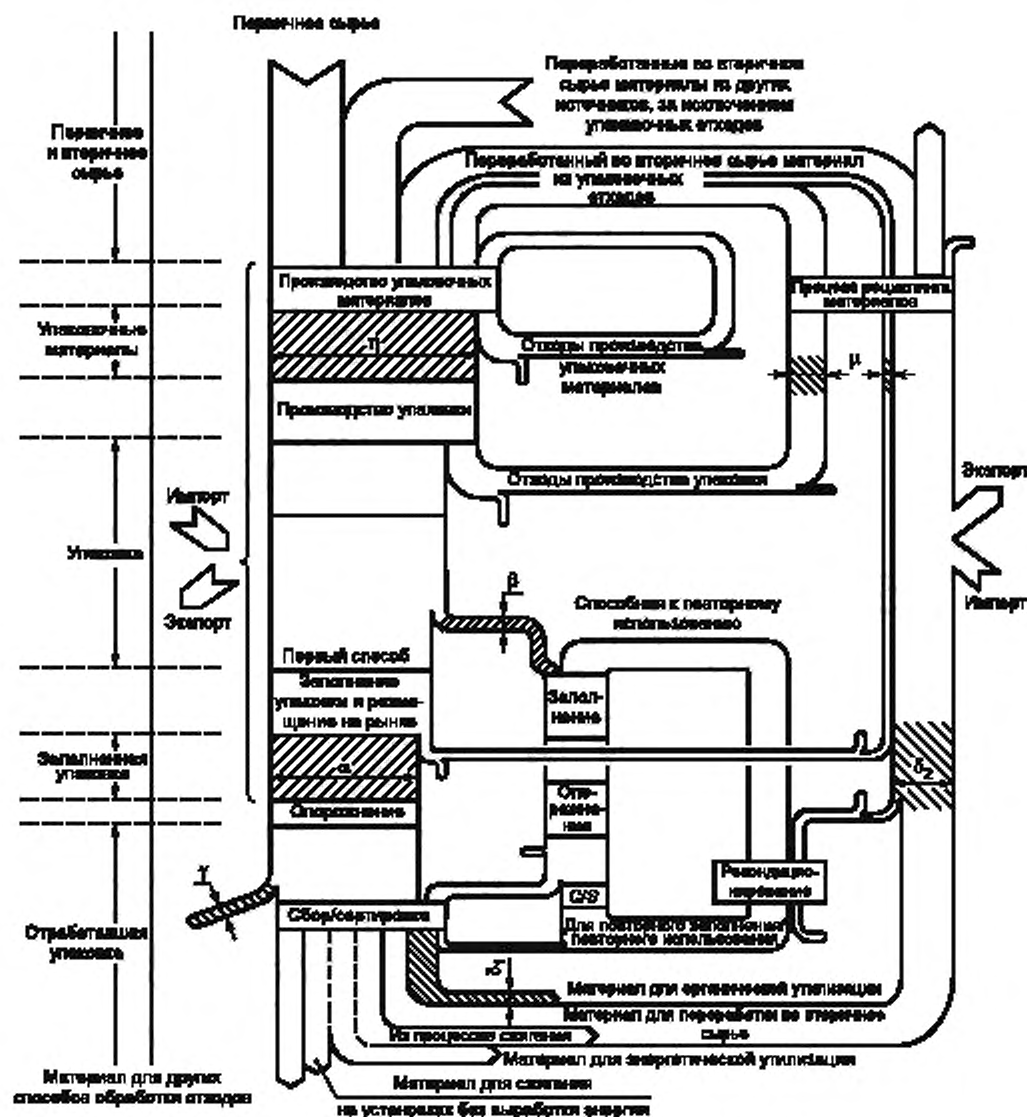 Первичное сырье
Переработанные во вторичное
сырье материалы из других
источников, за исключением
упаковочных отходов
Первичное
и вторичное
сырье
Переработанный во вторичное сырье материал
из упаковочных
отходов
Производство упаковочных
материалов
Процесс рециклинга
материалов
Упаковочные
материалы
η
Отходы производства
упаковочных
материалов
μ
Производство упаковки
Отходы производства упаковки
Экспорт
Импорт
Упаковка
Экспорт
Импорт
β
Способная к повторному
использованию
Первый способ
Заполнение
упаковки и разме-
щение на рынке
Запол-
нение
Заполненная
упаковка
α
δ₂
Опорожнение
Опо-
рожне-
ние
γ
Рекондицио-
нирование
Сбор/сортировка
C/S
Для повторного заполнения
повторного использования
Отработавшая
упаковка
Материал для органической утилизации
Материал для переработки во вторичное
сырье
Из процесса сжигания
Материал для энергетической утилизации
Материал для других
способов обработки отходов
Материал для сжигания
на установках без выработки энергии